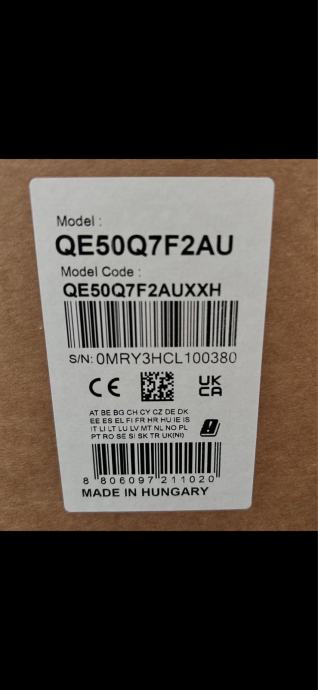 Model :
QE50Q7F2AU
Model Code :
QE50Q7F2AUXXH
S/N: 0MRY3HCL100380
CE
UK
CA
AT BE BG CH CY CZ DE DK
EE ES EL FI FR HR HU IE IS
IT LI LT LU LV MT NL NO PL
PT RO SE SI SK TR UK(NI)
8 806097 211020
MADE IN HUNGARY